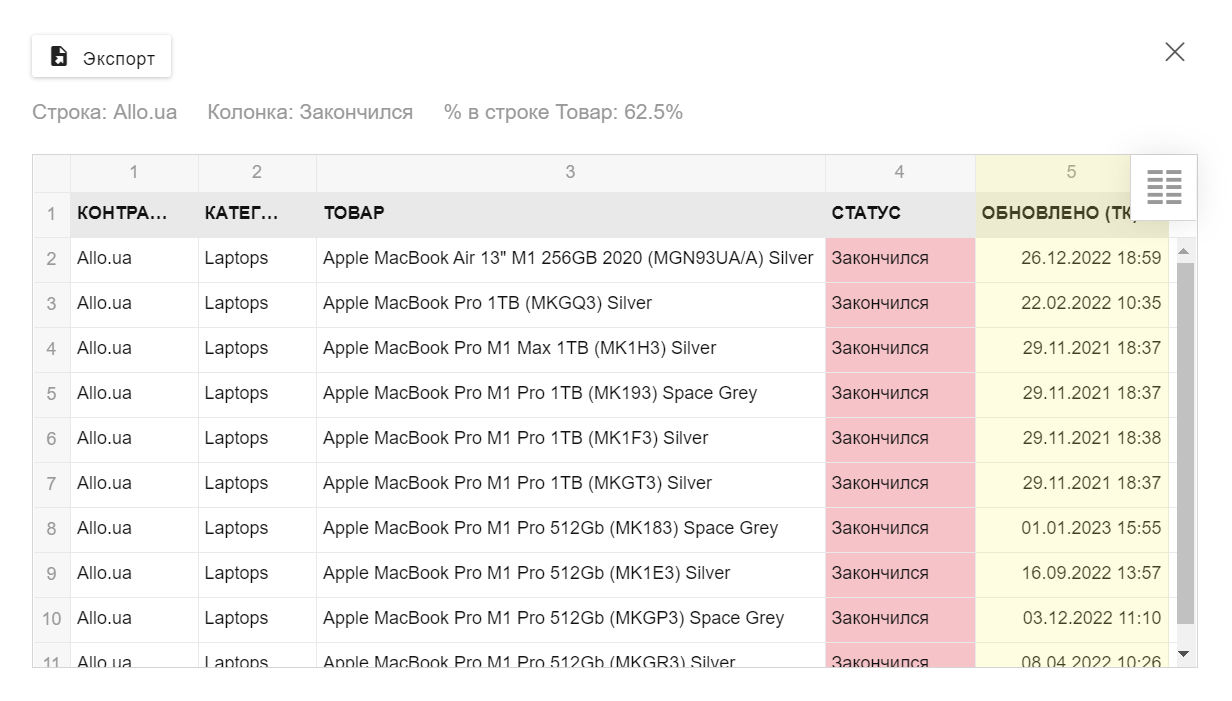 Экспорт
Строка: Allo.ua Колонка: Закончился % в строке Товар: 62.5%
1 2 3 4 5
1 КОНТРА... КАТЕГ... ТОВАР СТАТУС ОБНОВЛЕНО (ТК)
2 Allo.ua Laptops Apple MacBook Air 13" M1 256GB 2020 (MGN93UA/A) Silver Закончился 26.12.2022 18:59
3 Allo.ua Laptops Apple MacBook Pro 1TB (MKGQ3) Silver Закончился 22.02.2022 10:35
4 Allo.ua Laptops Apple MacBook Pro M1 Max 1TB (MK1H3) Silver Закончился 29.11.2021 18:37
5 Allo.ua Laptops Apple MacBook Pro M1 Pro 1TB (MK193) Space Grey Закончился 29.11.2021 18:37
6 Allo.ua Laptops Apple MacBook Pro M1 Pro 1TB (MK1F3) Silver Закончился 29.11.2021 18:38
7 Allo.ua Laptops Apple MacBook Pro M1 Pro 1TB (MKGT3) Silver Закончился 29.11.2021 18:37
8 Allo.ua Laptops Apple MacBook Pro M1 Pro 512Gb (MK183) Space Grey Закончился 01.01.2023 15:55
9 Allo.ua Laptops Apple MacBook Pro M1 Pro 512Gb (MK1E3) Silver Закончился 16.09.2022 13:57
10 Allo.ua Laptops Apple MacBook Pro M1 Pro 512Gb (MKGP3) Space Grey Закончился 03.12.2022 11:10
11 Allo.ua Laptops Apple MacBook Pro M1 Pro 512Gb (MKGR3) Silver Закончился 08.04.2022 10:26